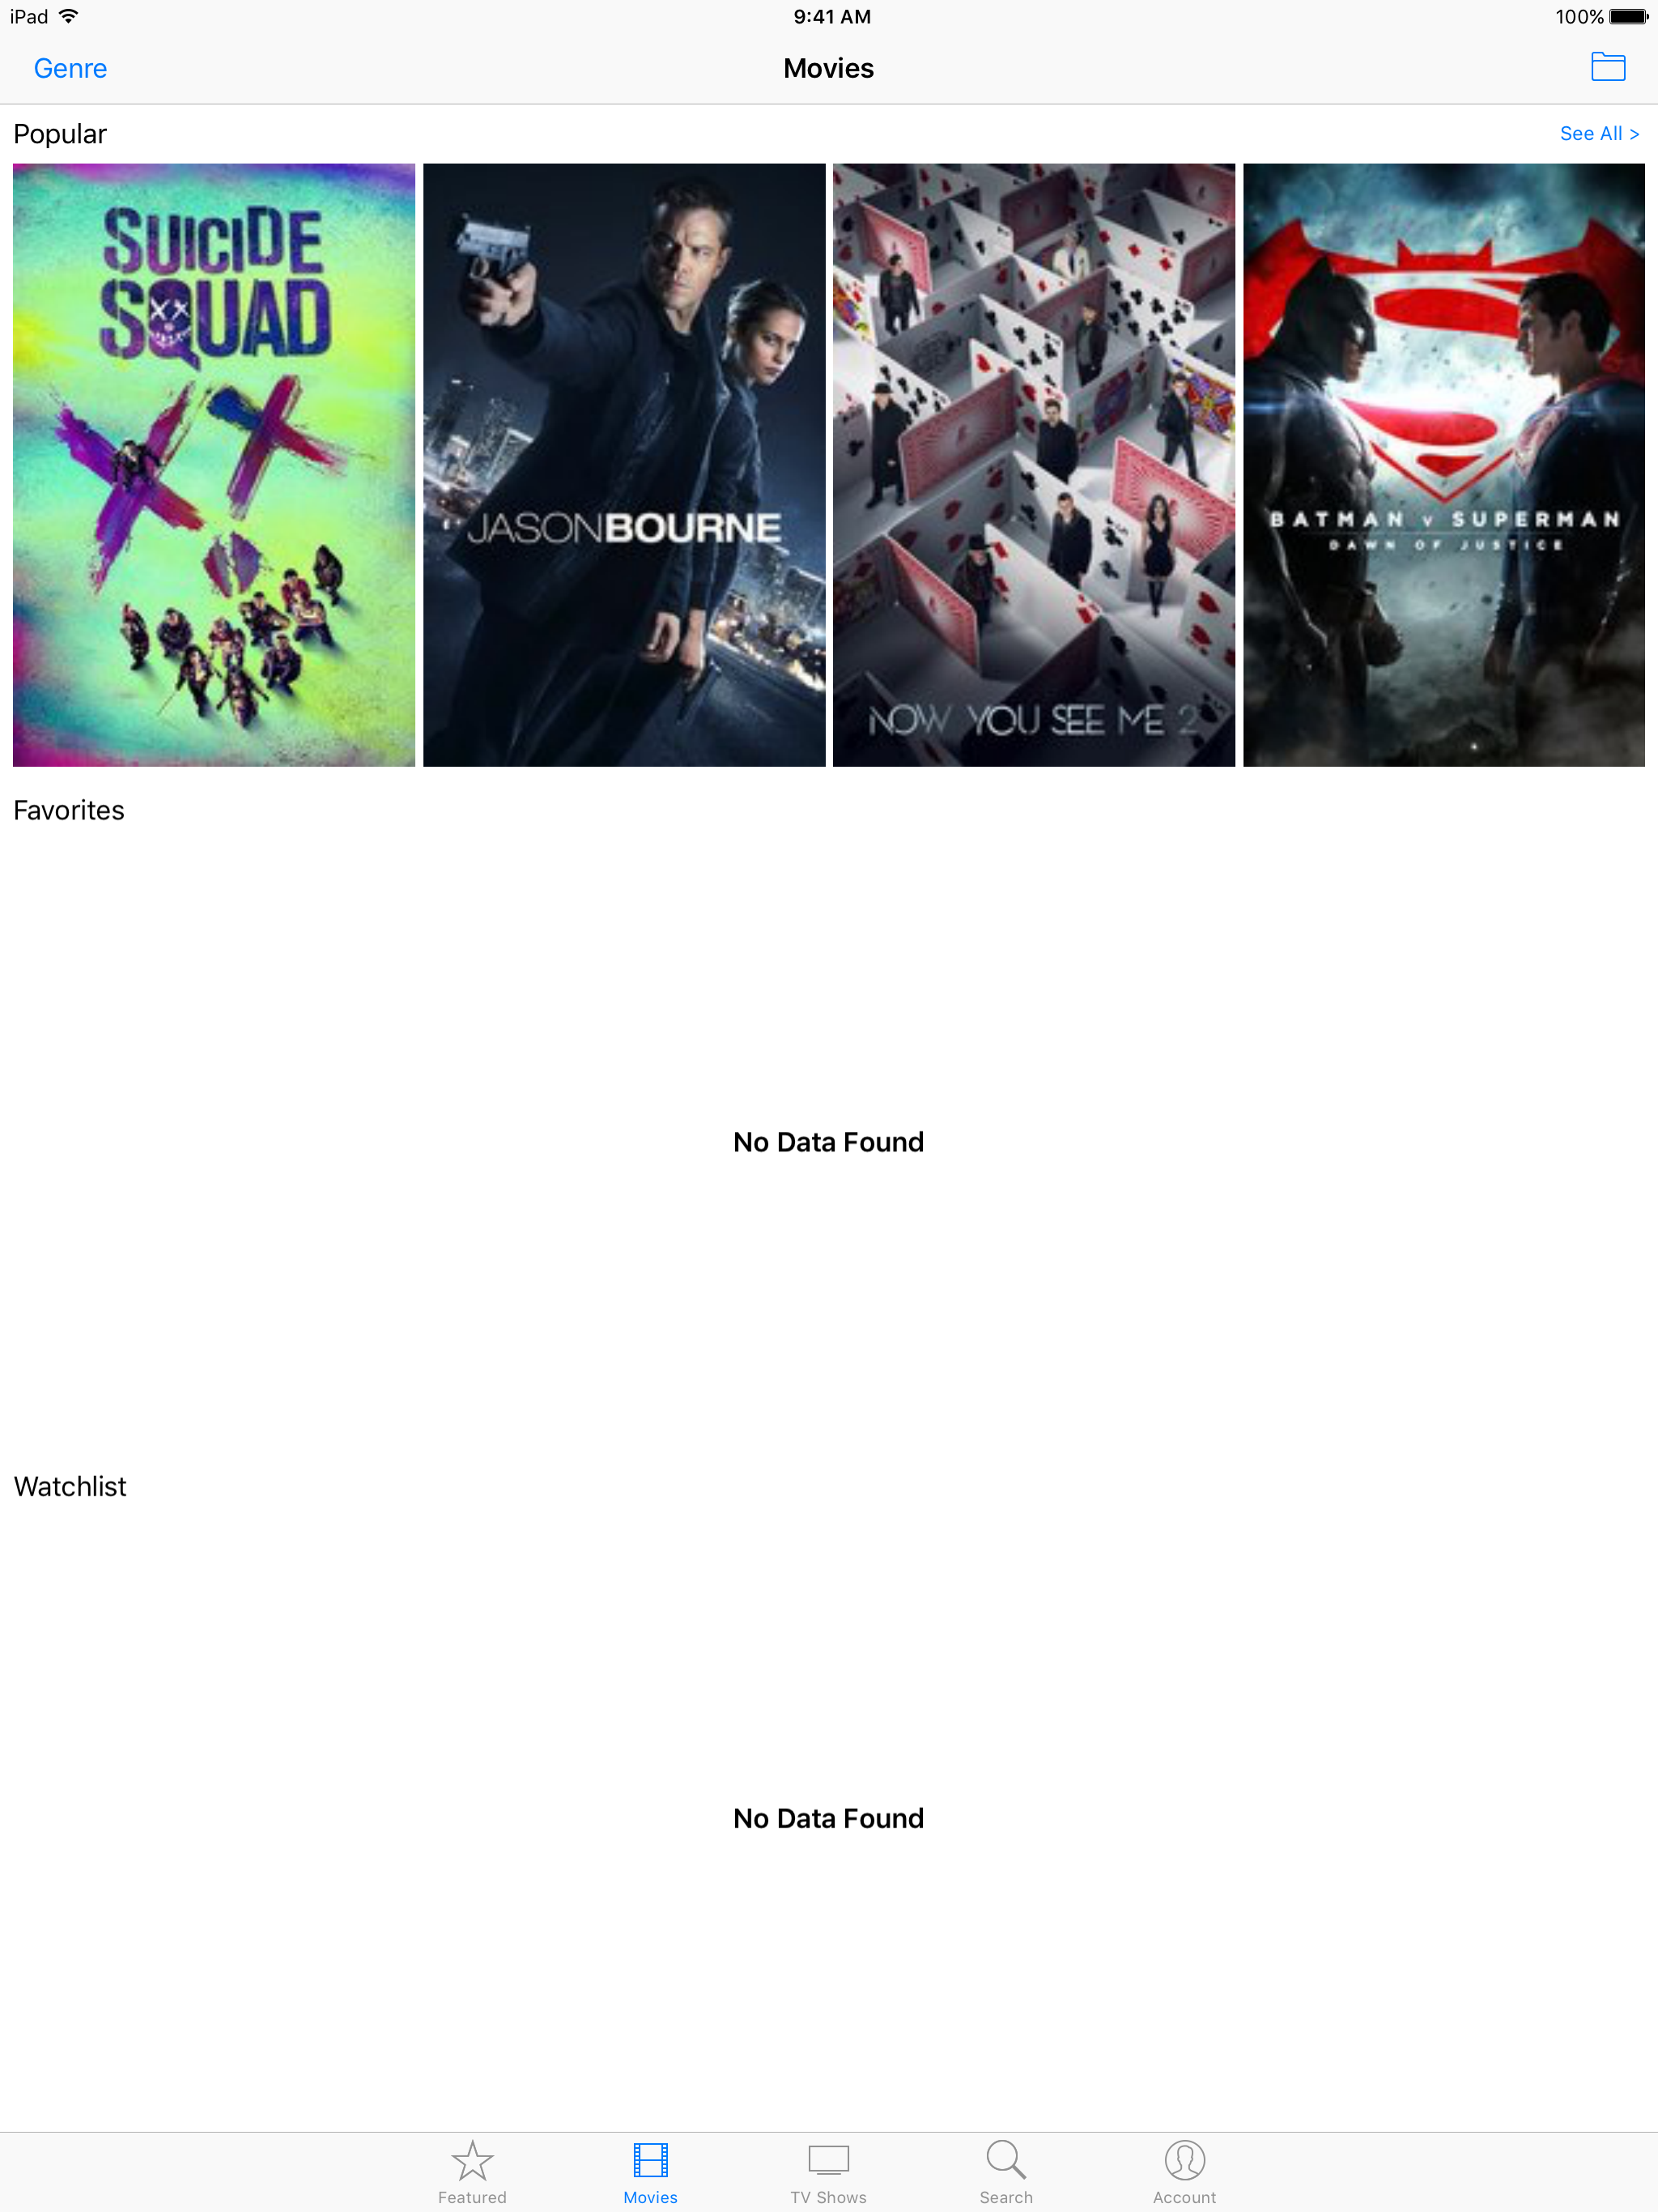 iPad 9:41 AM 100%
Genre Movies
Popular See All >
SUICIDE
SQUAD
JASONBOURNE
NOW YOU SEE ME 2
BATMAN v SUPERMAN
DAWN OF JUSTICE
Favorites
No Data Found
Watchlist
No Data Found
Featured Movies TV Shows Search Account